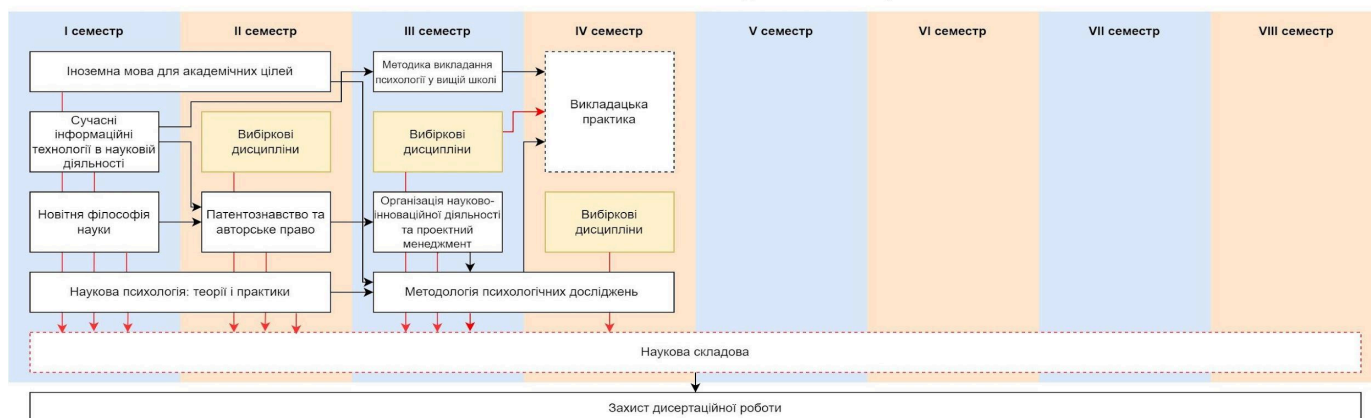 I семестр
II семестр
III семестр
IV семестр
V семестр
VI семестр
VII семестр
VIII семестр
Іноземна мова для академічних цілей
Методика викладання
психології у вищій школі
Викладацька
практика
Сучасні
інформаційні
технології в науковій
діяльності
Вибіркові
дисципліни
Вибіркові
дисципліни
Новітня філософія
науки
Патентознавство та
авторське право
Організація науково-
інноваційної діяльності
та проектний
менеджмент
Вибіркові
дисципліни
Наукова психологія: теорії і практики
Методологія психологічних досліджень
Наукова складова
Захист дисертаційної роботи